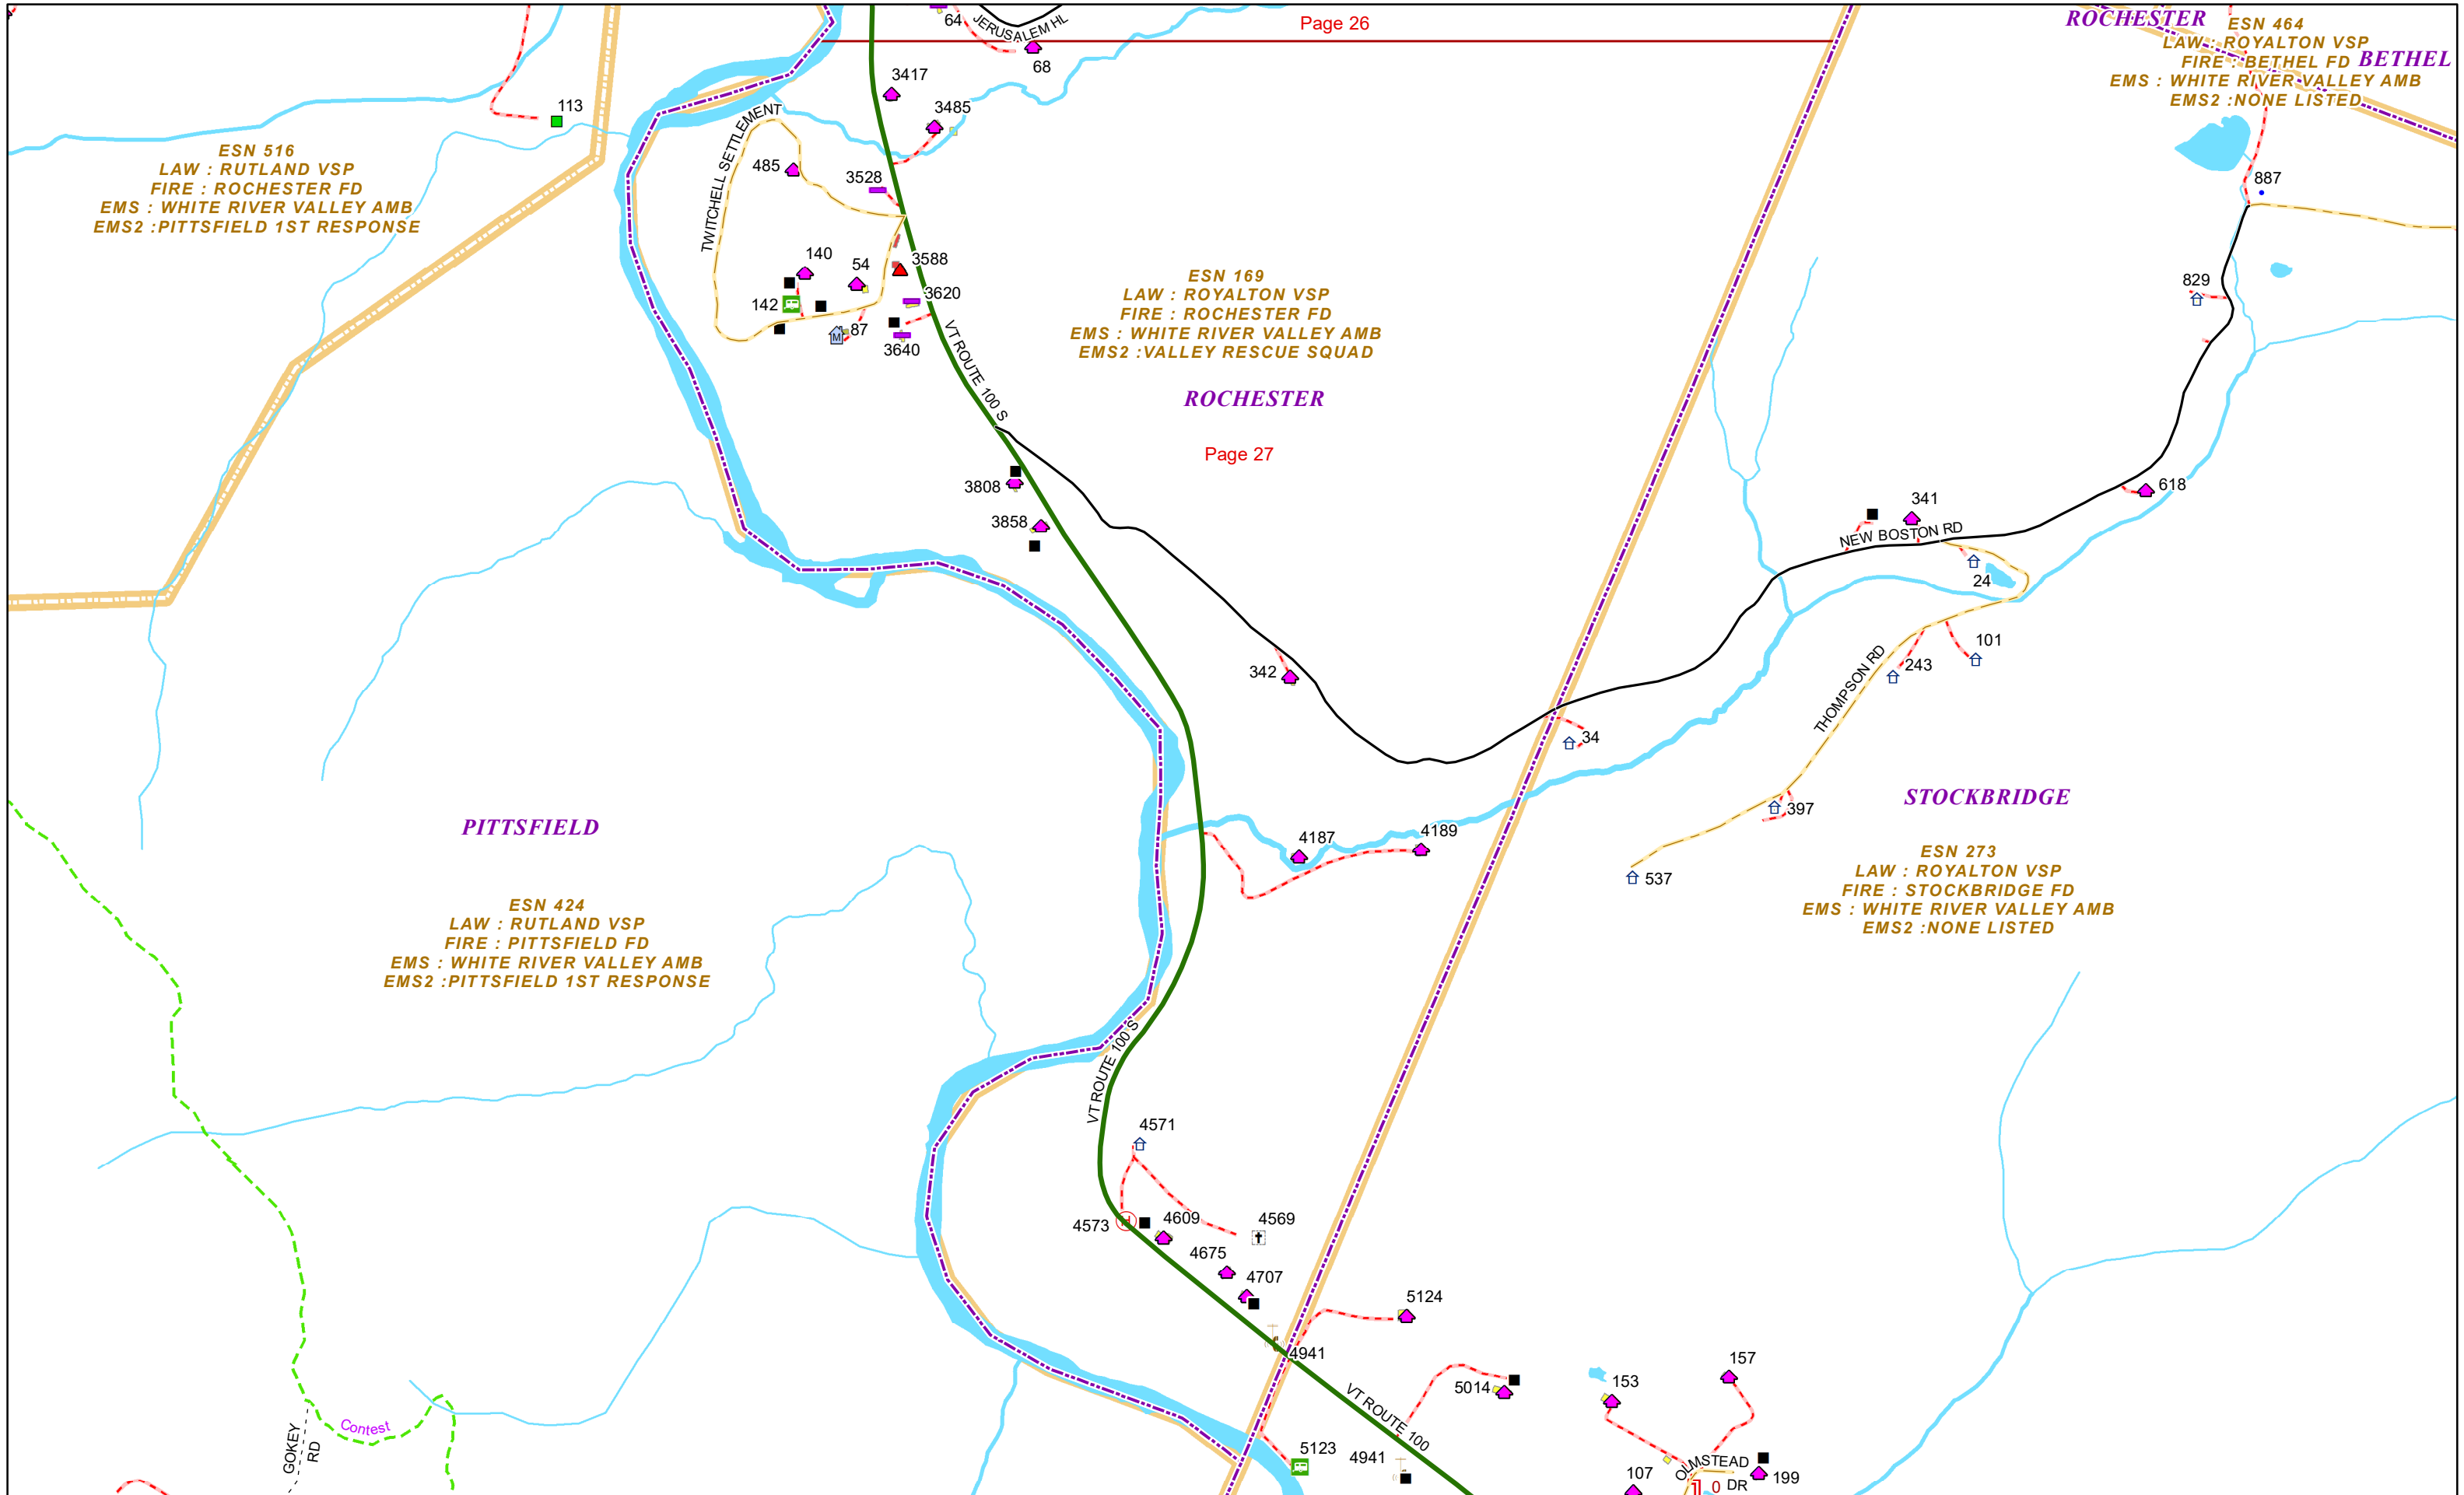 Page 26
ROCHESTER
ESN 464
LAW : ROYALTON VSP
FIRE : BETHEL FD
EMS : WHITE RIVER VALLEY AMB
EMS2 :NONE LISTED
BETHEL
64
JERUSALEM HL
68
3417
3485
113
TWITCHELL SETTLEMENT
485
3528
887
ESN 516
LAW : RUTLAND VSP
FIRE : ROCHESTER FD
EMS : WHITE RIVER VALLEY AMB
EMS2 :PITTSFIELD 1ST RESPONSE
140
54
3588
142
3620
87
M
3640
829
ESN 169
LAW : ROYALTON VSP
FIRE : ROCHESTER FD
EMS : WHITE RIVER VALLEY AMB
EMS2 :VALLEY RESCUE SQUAD
VT ROUTE 100 S
ROCHESTER
Page 27
3808
3858
618
341
NEW BOSTON RD
24
342
101
243
THOMPSON RD
34
397
STOCKBRIDGE
PITTSFIELD
4187
4189
537
ESN 273
LAW : ROYALTON VSP
FIRE : STOCKBRIDGE FD
EMS : WHITE RIVER VALLEY AMB
EMS2 :NONE LISTED
ESN 424
LAW : RUTLAND VSP
FIRE : PITTSFIELD FD
EMS : WHITE RIVER VALLEY AMB
EMS2 :PITTSFIELD 1ST RESPONSE
VT ROUTE 100 S
4571
4573
H
4609
4569
4675
4707
5124
4941
5014
153
157
VT ROUTE 100
Contest
GOKEY
RD
5123
4941
107
OLMSTEAD
DR
199
0